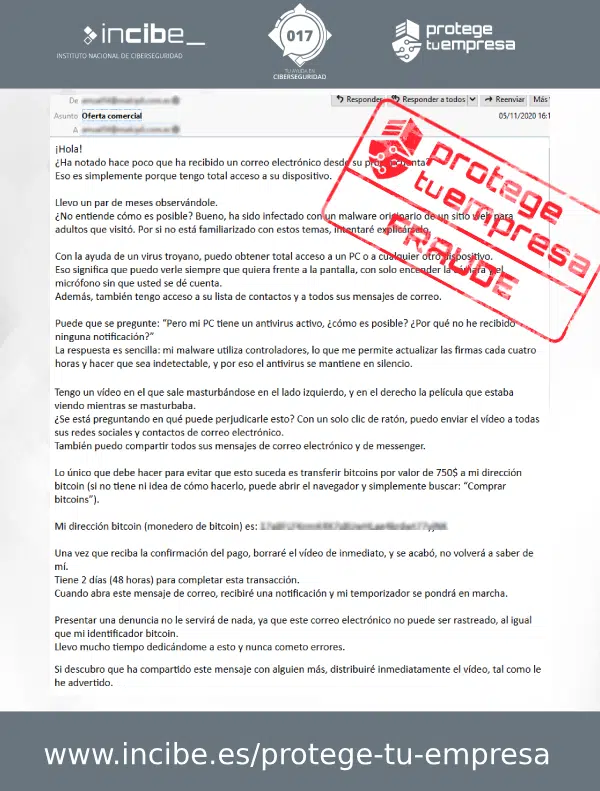 incibe_
INSTITUTO NACIONAL DE CIBERSEGURIDAD
017
TU AYUDA EN
CIBERSEGURIDAD
protege
tuempresa
De
Responder
Responder a todos
Reenviar
Más
Asunto Oferta comercial
05/11/2020 16:1
A
¡Hola!
¿Ha notado hace poco que ha recibido un correo electrónico desde su propia cuenta?
Eso es simplemente porque tengo total acceso a su dispositivo.
Llevo un par de meses observándole.
¿No entiende cómo es posible? Bueno, ha sido infectado con un malware originario de un sitio web para
adultos que visitó. Por si no está familiarizado con estos temas, intentaré explicárselo.
Con la ayuda de un virus troyano, puedo obtener total acceso a un PC o a cualquier otro dispositivo.
Eso significa que puedo verle siempre que quiera frente a la pantalla, con solo encender la cámara y el
micrófono sin que usted se dé cuenta.
Además, también tengo acceso a su lista de contactos y a todos sus mensajes de correo.
Puede que se pregunte: “Pero mi PC tiene un antivirus activo, ¿cómo es posible? ¿Por qué no he recibido
ninguna notificación?”
La respuesta es sencilla: mi malware utiliza controladores, lo que me permite actualizar las firmas cada cuatro
horas y hacer que sea indetectable, y por eso el antivirus se mantiene en silencio.
Tengo un vídeo en el que sale masturbándose en el lado izquierdo, y en el derecho la película que estaba
viendo mientras se masturbaba.
¿Se está preguntando en qué puede perjudicarle esto? Con un solo clic de ratón, puedo enviar el vídeo a todas
sus redes sociales y contactos de correo electrónico.
También puedo compartir todos sus mensajes de correo electrónico y de messenger.
Lo único que debe hacer para evitar que esto suceda es transferir bitcoins por valor de 750$ a mi dirección
bitcoin (si no tiene ni idea de cómo hacerlo, puede abrir el navegador y simplemente buscar: “Comprar
bitcoins”).
Mi dirección bitcoin (monedero de bitcoin) es:
Una vez que reciba la confirmación del pago, borraré el vídeo de inmediato, y se acabó, no volverá a saber de
mí.
Tiene 2 días (48 horas) para completar esta transacción.
Cuando abra este mensaje de correo, recibiré una notificación y mi temporizador se pondrá en marcha.
Presentar una denuncia no le servirá de nada, ya que este correo electrónico no puede ser rastreado, al igual
que mi identificador bitcoin.
Llevo mucho tiempo dedicándome a esto y nunca cometo errores.
Si descubro que ha compartido este mensaje con alguien más, distribuiré inmediatamente el vídeo, tal como le
he advertido.
protege
tuempresa
FRAUDE
www.incibe.es/protege-tu-empresa